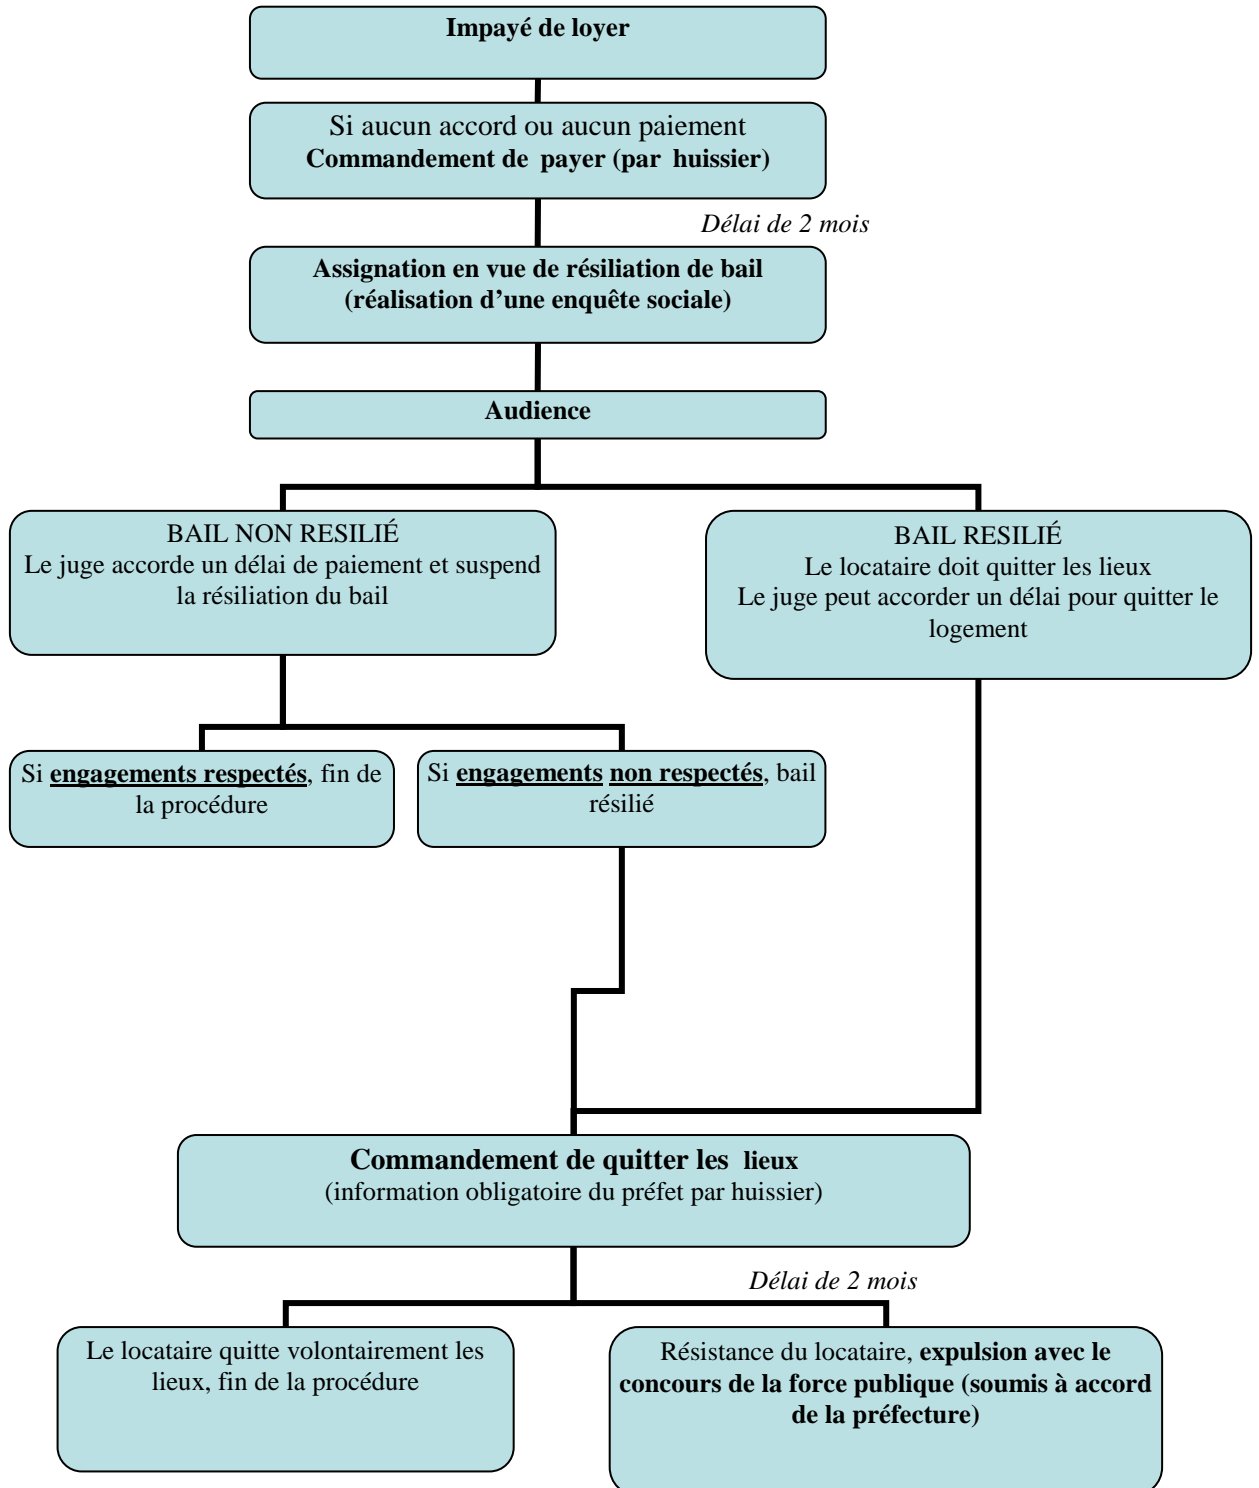 Impayé de loyer
Si aucun accord ou aucun paiement
Commandement de payer (par huissier)
Délai de 2 mois
Assignation en vue de résiliation de bail
(réalisation d’une enquête sociale)
Audience
BAIL NON RESILIÉ
Le juge accorde un délai de paiement et suspend
la résiliation du bail
BAIL RESILIÉ
Le locataire doit quitter les lieux
Le juge peut accorder un délai pour quitter le
logement
Si engagements respectés, fin de
la procédure
Si engagements non respectés, bail
résilié
Commandement de quitter les lieux
(information obligatoire du préfet par huissier)
Délai de 2 mois
Le locataire quitte volontairement les
lieux, fin de la procédure
Résistance du locataire, expulsion avec le
concours de la force publique (soumis à accord
de la préfecture)